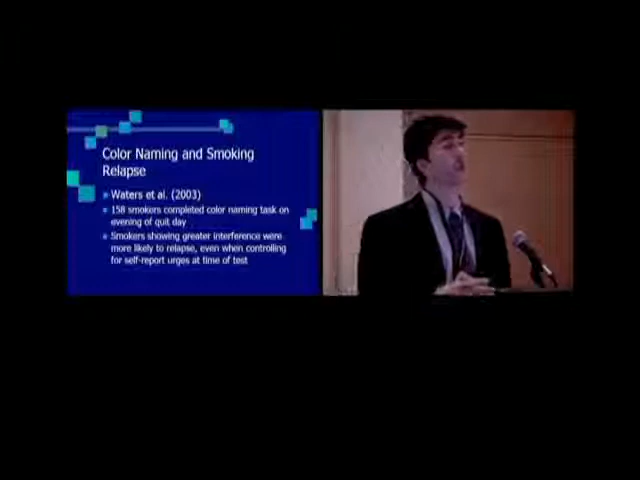 Color Naming and Smoking
Relapse
Waters et al. (2003)
158 smokers completed color naming task on
evening of quit day
Smokers showing greater interference were
more likely to relapse, even when controlling
for self-report urges at time of test